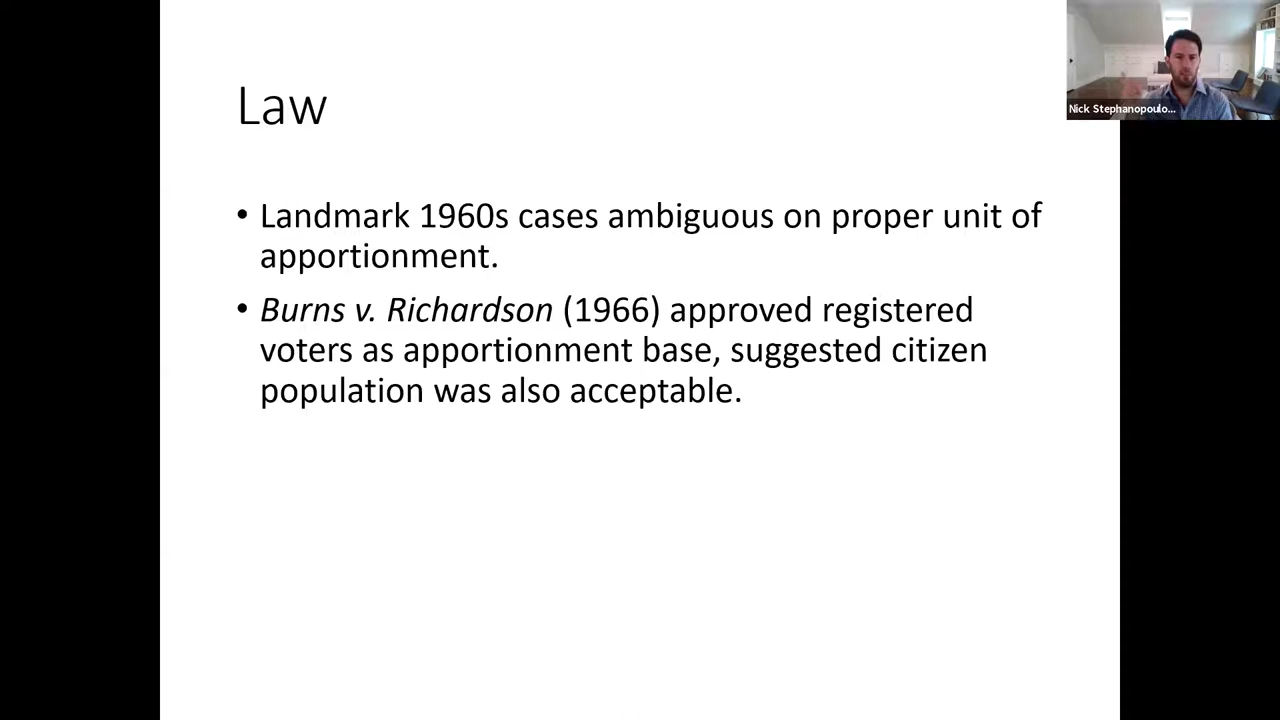 Law
Nick Stephanopoulo...
• Landmark 1960s cases ambiguous on proper unit of
apportionment.
• Burns v. Richardson (1966) approved registered
voters as apportionment base, suggested citizen
population was also acceptable.